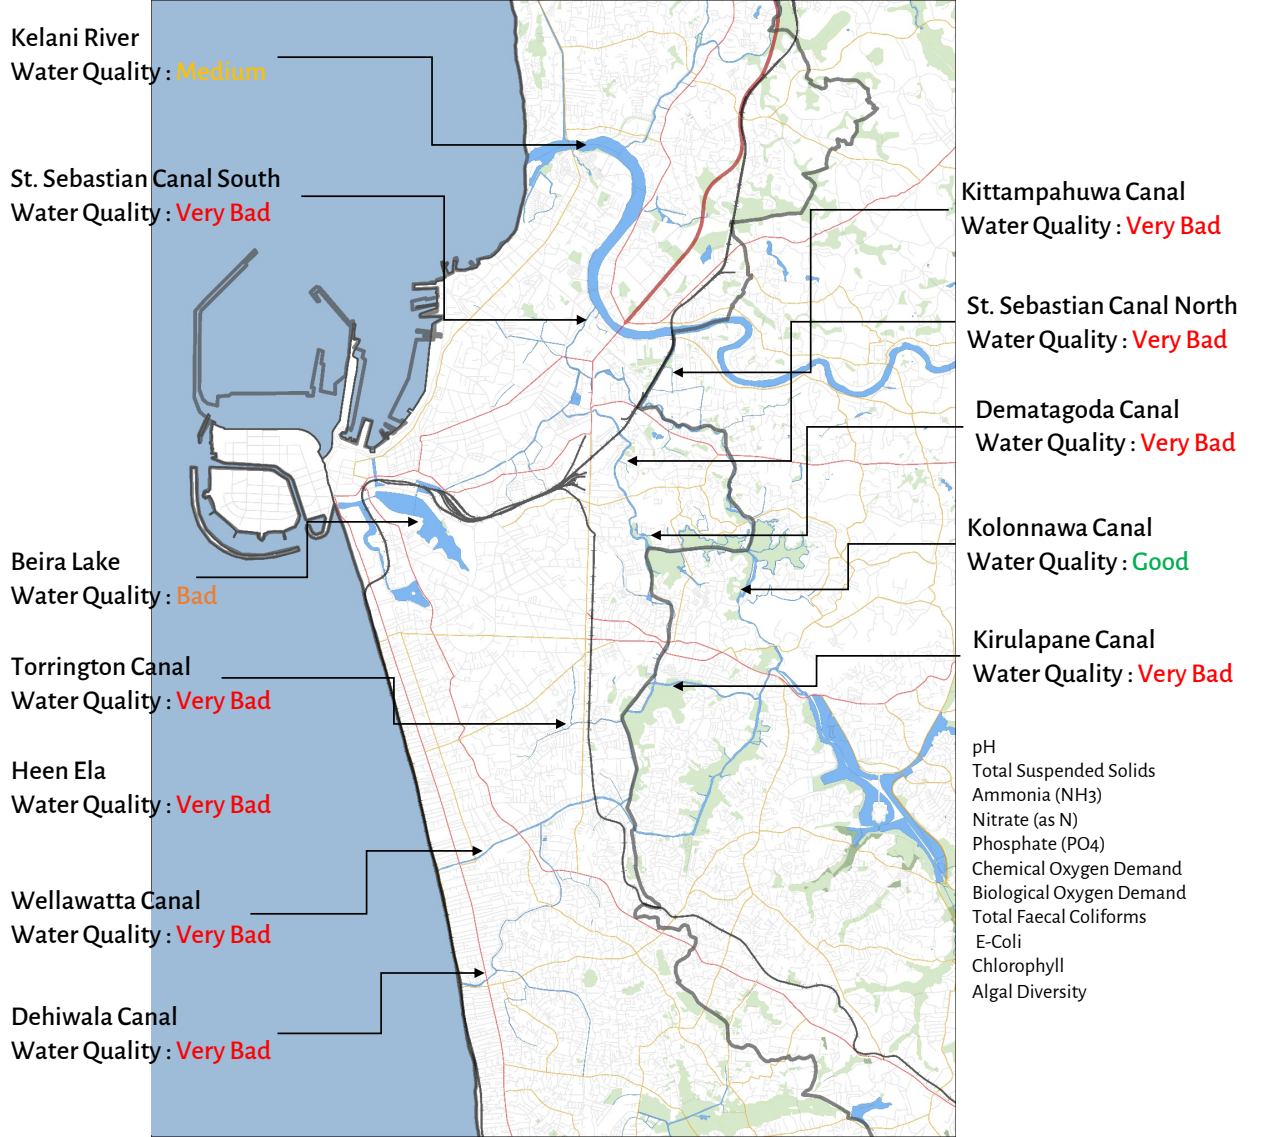 Kelani River
Water Quality : Medium
St. Sebastian Canal South
Water Quality : Very Bad
Beira Lake
Water Quality : Bad
Torrington Canal
Water Quality : Very Bad
Heen Ela
Water Quality : Very Bad
Wellawatta Canal
Water Quality : Very Bad
Dehiwala Canal
Water Quality : Very Bad
Kittampahuwa Canal
Water Quality : Very Bad
St. Sebastian Canal North
Water Quality : Very Bad
Dematagoda Canal
Water Quality : Very Bad
Kolonnawa Canal
Water Quality : Good
Kirulapane Canal
Water Quality : Very Bad
pH
Total Suspended Solids
Ammonia (NH3)
Nitrate (as N)
Phosphate (PO4)
Chemical Oxygen Demand
Biological Oxygen Demand
Total Faecal Coliforms
E-Coli
Chlorophyll
Algal Diversity